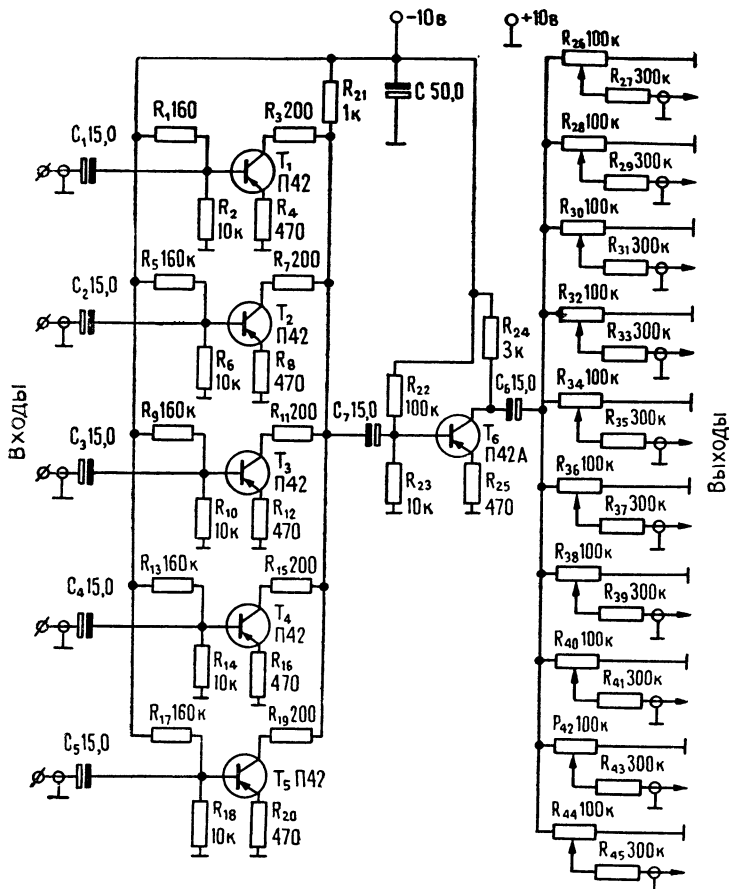 -10в
+10в
C 50,0
R21
1к
R1 160
R3 200
C1 15,0
T1
П42
R2
10к
R4
470
R5 160к
R7 200
C2 15,0
T2
П42
R6
10к
R8
470
R9 160к
R11 200
C3 15,0
T3
П42
R10
10к
R12
470
R13 160к
R15 200
C4 15,0
T4
П42
R14
10к
R16
470
R17 160к
R19 200
C5 15,0
T5 П42
R18
10к
R20
470
Входы
C7 15,0
R22
100к
R23
10к
R24
3к
C6 15,0
T6
П42А
R25
470
R26 100к
R27 300к
R28 100к
R29 300к
R30 100к
R31 300к
R32 100к
R33 300к
R34 100к
R35 300к
R36 100к
R37 300к
R38 100к
R39 300к
R40 100к
R41 300к
P42 100к
R43 300к
R44 100к
R45 300к
Выходы